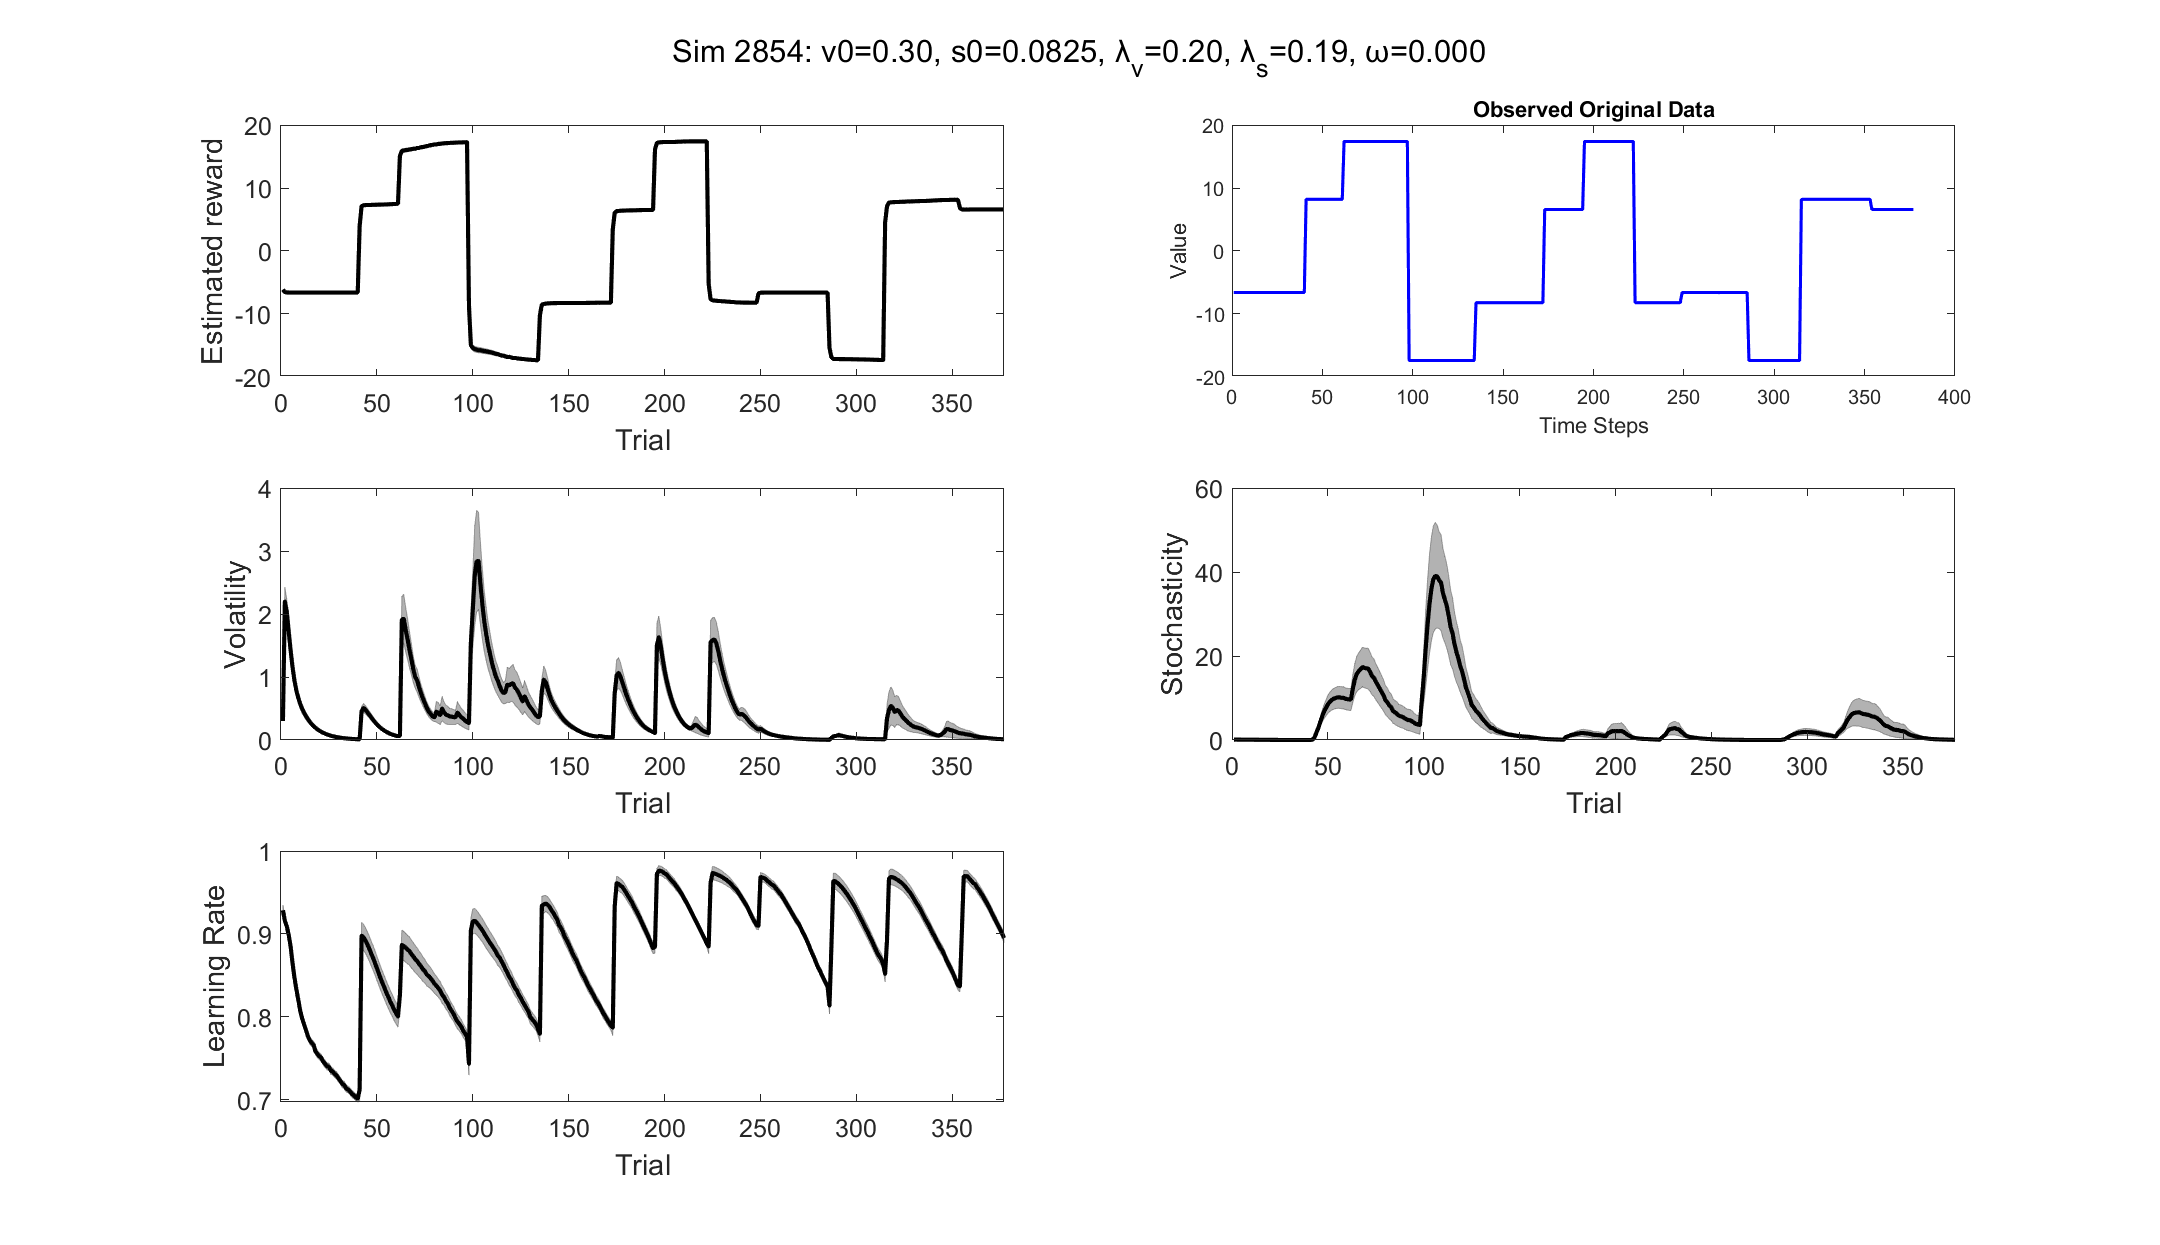 Sim 2854: v0=0.30, s0=0.0825, λ_v=0.20, λ_s=0.19, ω=0.000
Estimated reward
20
10
0
-10
-20
0 50 100 150 200 250 300 350
Trial
Observed Original Data
Value
20
10
0
-10
-20
0 50 100 150 200 250 300 350 400
Time Steps
Volatility
4
3
2
1
0
0 50 100 150 200 250 300 350
Trial
Stochasticity
60
40
20
0
0 50 100 150 200 250 300 350
Trial
Learning Rate
1
0.9
0.8
0.7
0 50 100 150 200 250 300 350
Trial